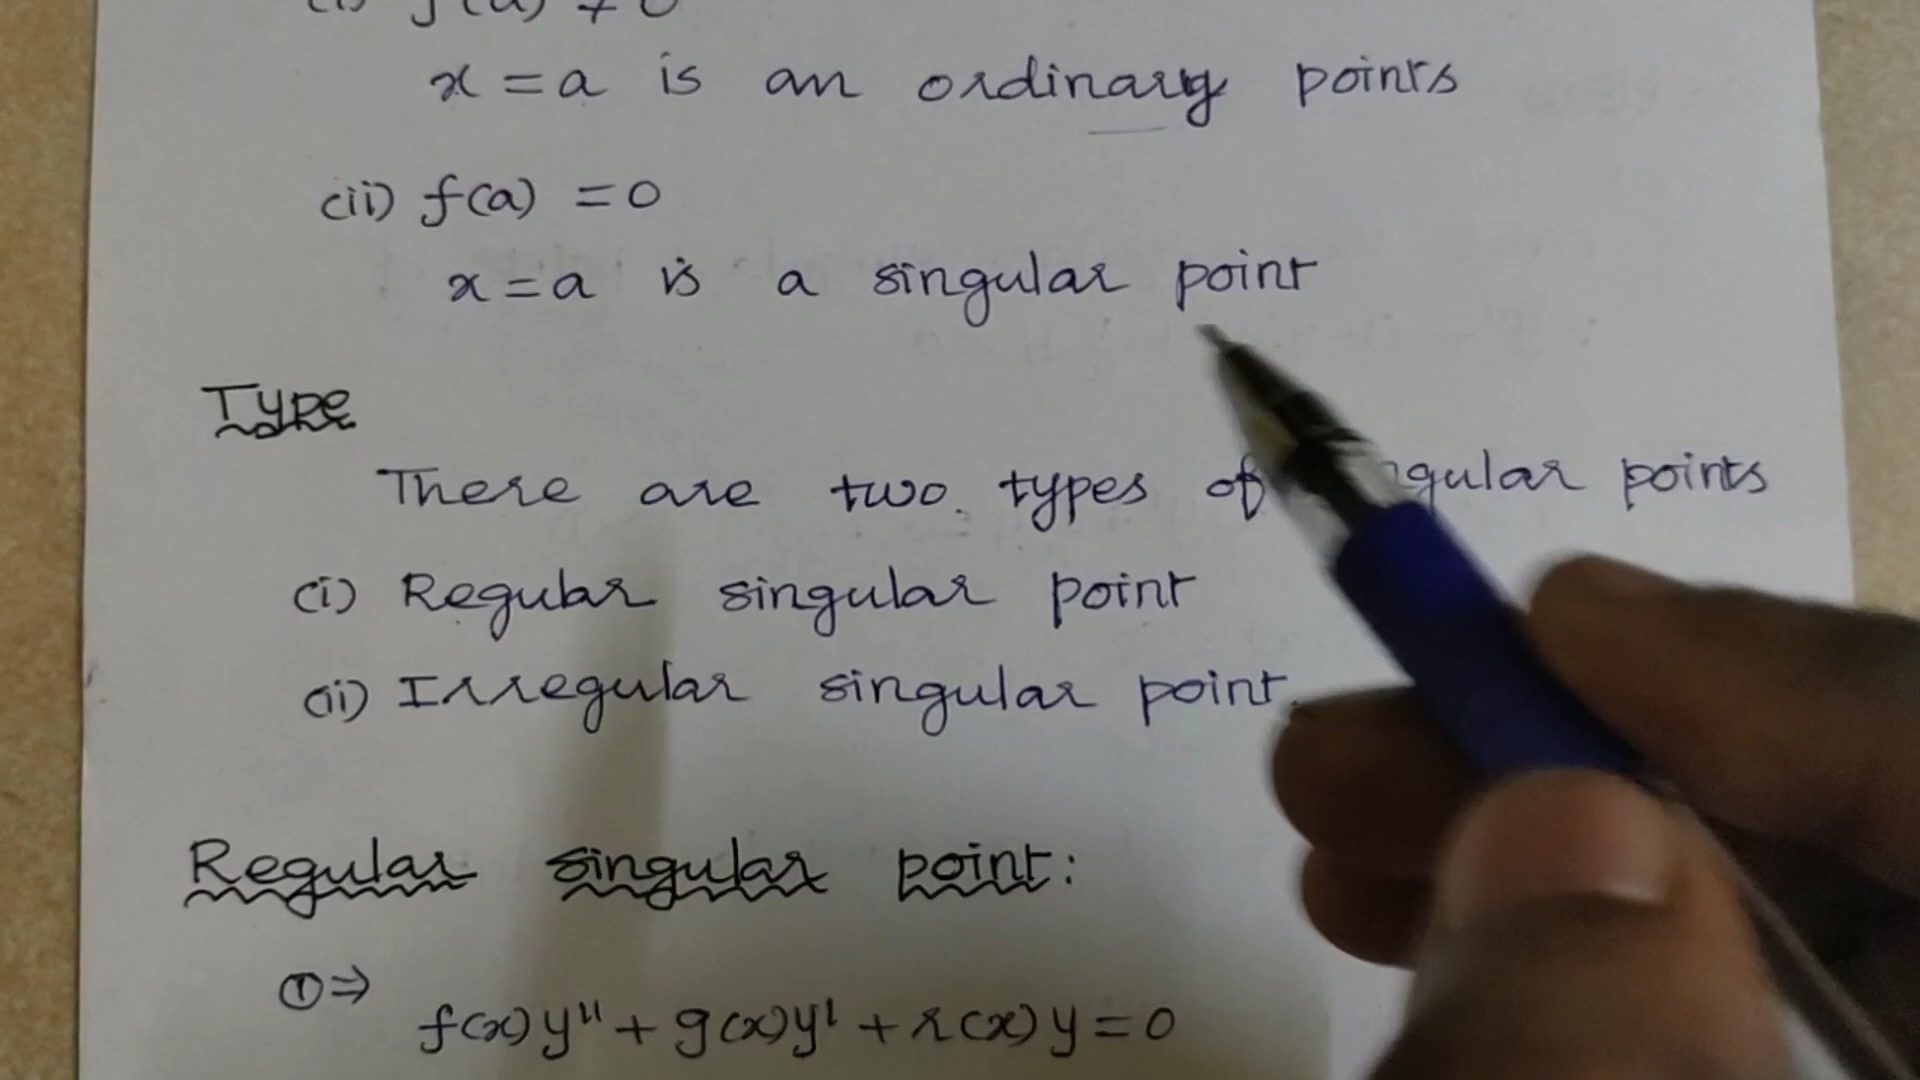 (i) f(a) ≠ 0
x = a is an ordinary points
(ii) f(a) = 0
x = a is a singular point
Type
There are two types of points
(i) Regular singular point
(ii) Irregular singular point.
Regular singular point:
① ⇒
f(x) y'' + g(x) y' + r(x) y = 0